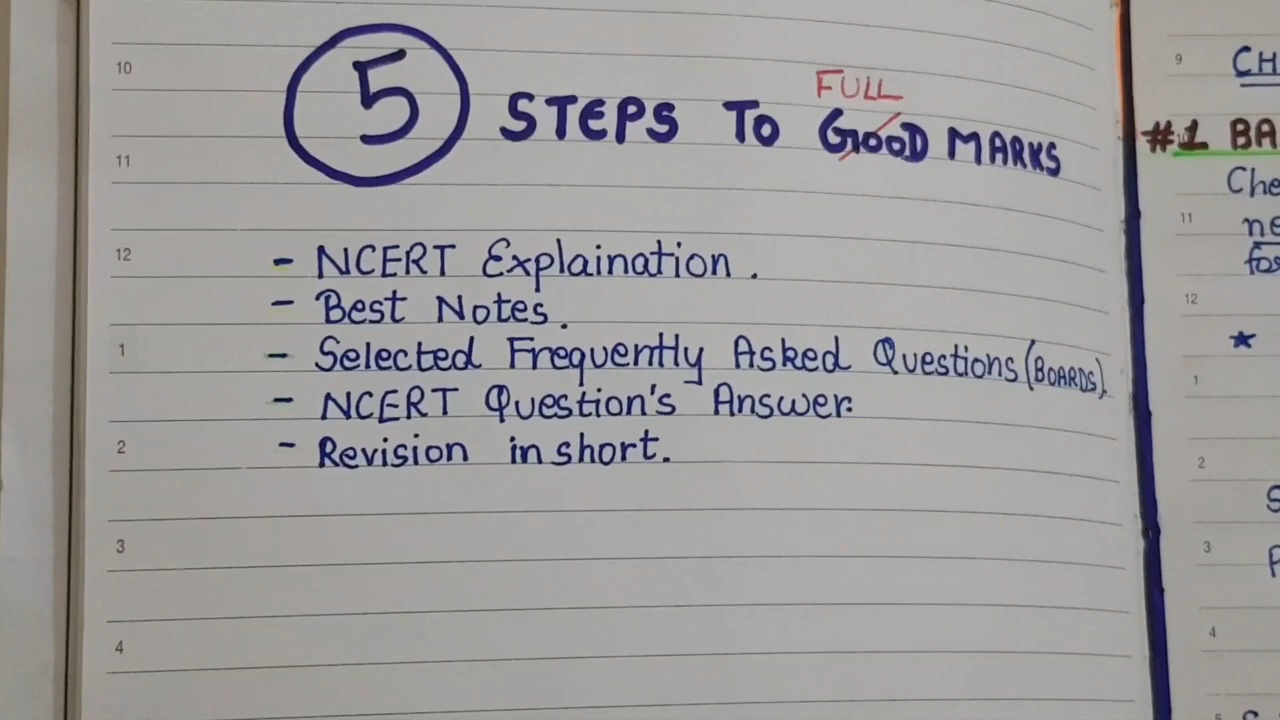 5 STEPS TO FULL GOOD MARKS
- NCERT Explaination.
- Best Notes.
- Selected Frequently Asked Questions (BOARDS).
- NCERT Question's Answer.
- Revision in short.
10
11
12
1
2
3
4
9
CH
#1 BA
Che
11
ne
fos
12
★
1
2
S
3
P
4